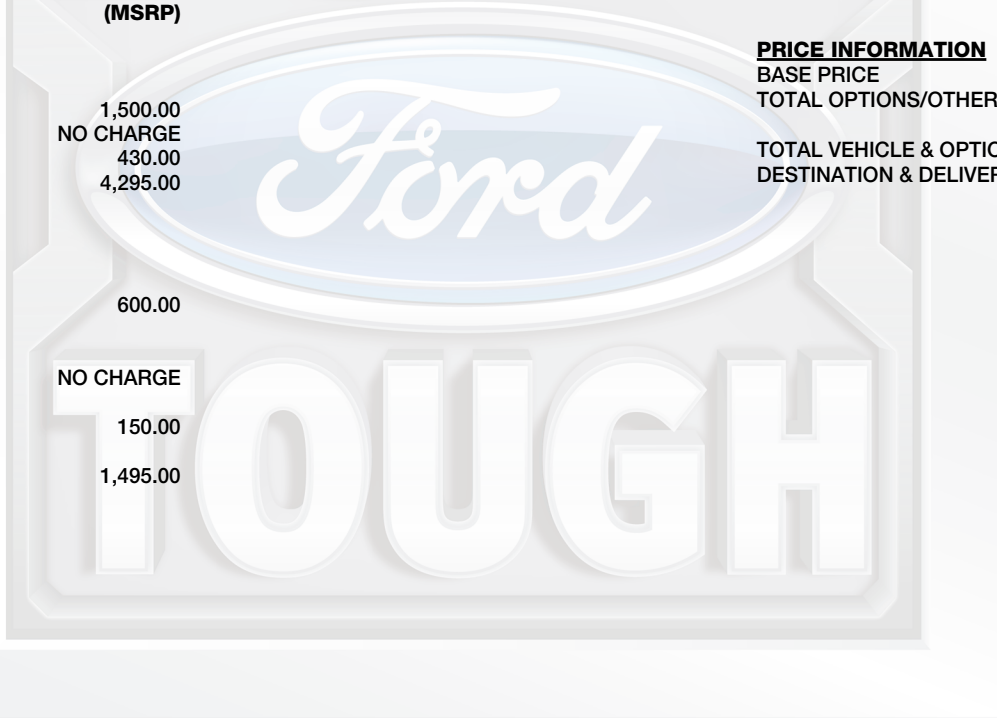 (MSRP)
1,500.00
NO CHARGE
430.00
4,295.00
600.00
NO CHARGE
150.00
1,495.00
PRICE INFORMATION
BASE PRICE
TOTAL OPTIONS/OTHER
TOTAL VEHICLE & OPTIO
DESTINATION & DELIVER
Ford
TOUGH